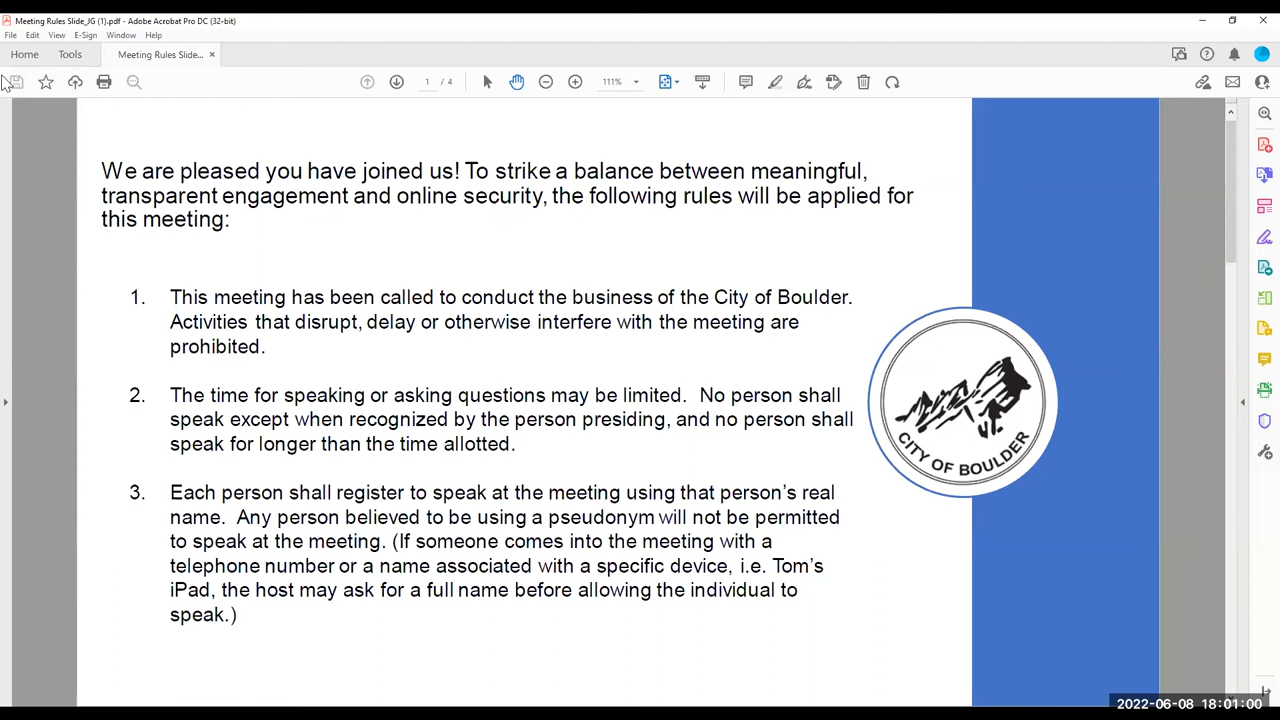 Meeting Rules Slide_JG (1).pdf - Adobe Acrobat Pro DC (32-bit)
File Edit View E-Sign Window Help
Home Tools Meeting Rules Slide... ×
1 / 4 111%
We are pleased you have joined us! To strike a balance between meaningful,
transparent engagement and online security, the following rules will be applied for
this meeting:
1. This meeting has been called to conduct the business of the City of Boulder.
Activities that disrupt, delay or otherwise interfere with the meeting are
prohibited.
2. The time for speaking or asking questions may be limited. No person shall
speak except when recognized by the person presiding, and no person shall
speak for longer than the time allotted.
3. Each person shall register to speak at the meeting using that person's real
name. Any person believed to be using a pseudonym will not be permitted
to speak at the meeting. (If someone comes into the meeting with a
telephone number or a name associated with a specific device, i.e. Tom's
iPad, the host may ask for a full name before allowing the individual to
speak.)
CITY OF BOULDER
2022-06-08 18:01:00